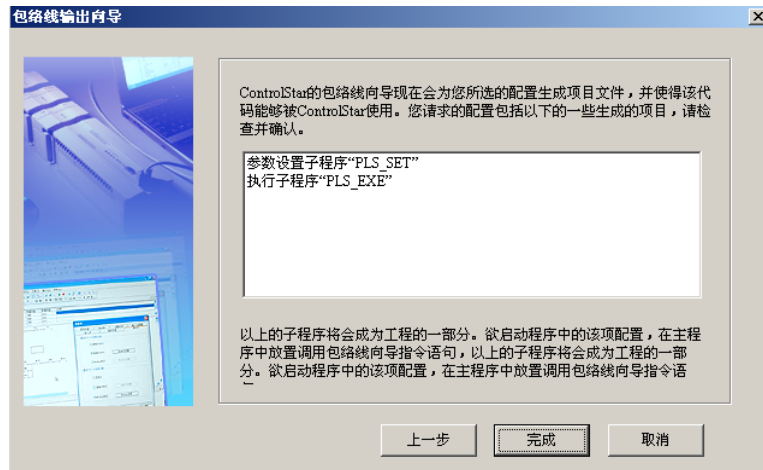 包络线输出向导
ControlStar的包络线向导现在会为您所选的配置生成项目文件，并使得该代
码能够被ControlStar使用。您请求的配置包括以下的一些生成的项目，请检
查并确认。
参数设置子程序“PLS_SET”
执行子程序“PLS_EXE”
以上的子程序将会成为工程的一部分。欲启动程序中的该项配置，在主程
序中放置调用包络线向导指令语句，以上的子程序将会成为工程的一部
分。欲启动程序中的该项配置，在主程序中放置调用包络线向导指令语
上一步
完成
取消